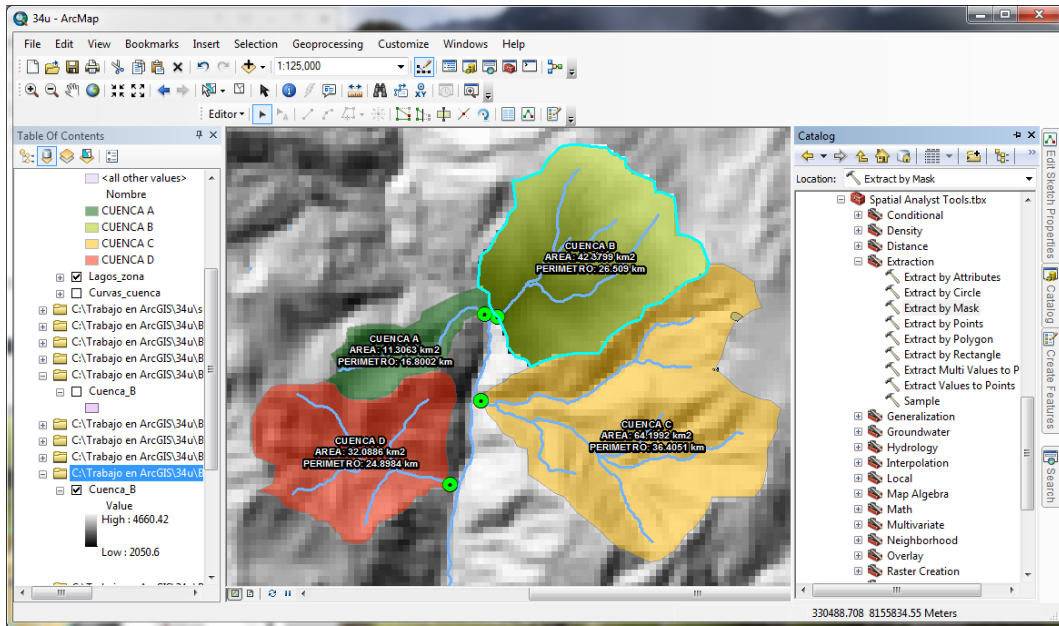 34u - ArcMap
File Edit View Bookmarks Insert Selection Geoprocessing Customize Windows Help
1:125,000
Editor
Table Of Contents
<all other values>
Nombre
CUENCA A
CUENCA B
CUENCA C
CUENCA D
Lagos_zona
Curvas_cuenca
C:\Trabajo en ArcGIS\34u\s
C:\Trabajo en ArcGIS\34u\B
C:\Trabajo en ArcGIS\34u\B
C:\Trabajo en ArcGIS\34u\B
C:\Trabajo en ArcGIS\34u\B
Cuenca_B
C:\Trabajo en ArcGIS\34u\B
C:\Trabajo en ArcGIS\34u\B
C:\Trabajo en ArcGIS\34u\B
C:\Trabajo en ArcGIS\34u\B
Cuenca_B
Value
High : 4660.42
Low : 2050.6
CUENCA B
AREA: 42.3799 km2
PERIMETRO: 26.509 km
CUENCA A
AREA: 11.3063 km2
PERIMETRO: 16.8002 km
CUENCA D
AREA: 32.0886 km2
PERIMETRO: 24.8984 km
CUENCA C
AREA: 64.1992 km2
PERIMETRO: 36.4051 km
Catalog
Location: Extract by Mask
Spatial Analyst Tools.tbx
Conditional
Density
Distance
Extraction
Extract by Attributes
Extract by Circle
Extract by Mask
Extract by Points
Extract by Polygon
Extract by Rectangle
Extract Multi Values to P
Extract Values to Points
Sample
Generalization
Groundwater
Hydrology
Interpolation
Local
Map Algebra
Math
Multivariate
Neighborhood
Overlay
Raster Creation
Edit Sketch Properties
Catalog
Create Features
Search
330488.708 8155834.55 Meters